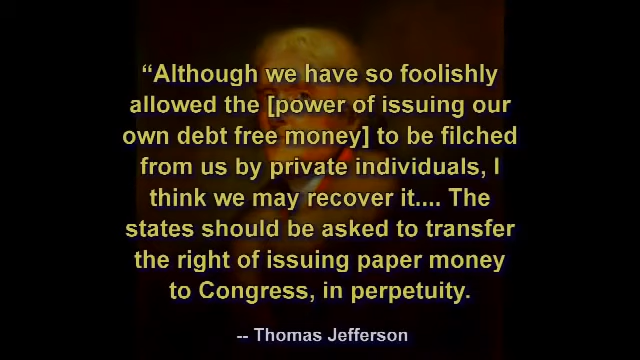 “Although we have so foolishly
allowed the [power of issuing our
own debt free money] to be filched
from us by private individuals, I
think we may recover it.... The
states should be asked to transfer
the right of issuing paper money
to Congress, in perpetuity.
-- Thomas Jefferson